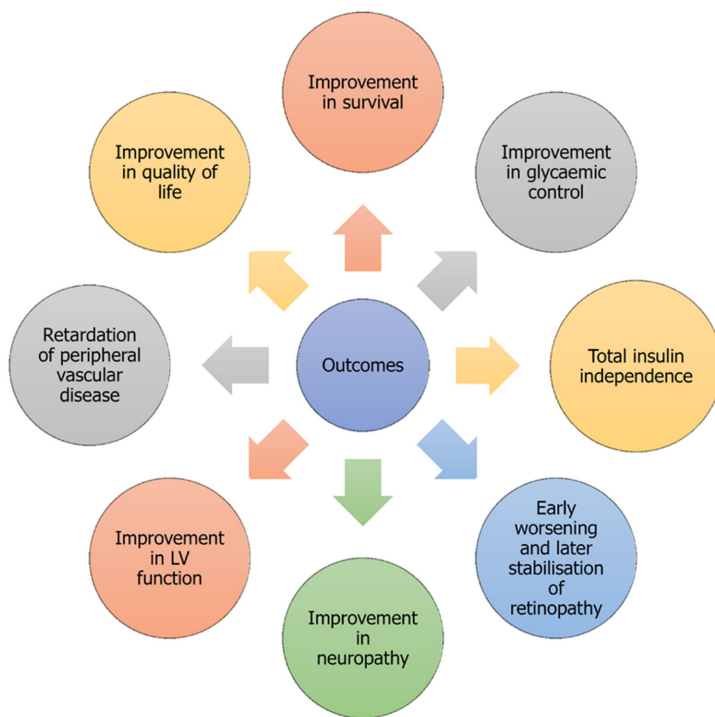 Improvement
in survival
Improvement
in glycaemic
control
Total insulin
independence
Early
worsening
and later
stabilisation
of
retinopathy
Improvement
in
neuropathy
Improvement
in LV
function
Retardation
of peripheral
vascular
disease
Improvement
in quality of
life
Outcomes